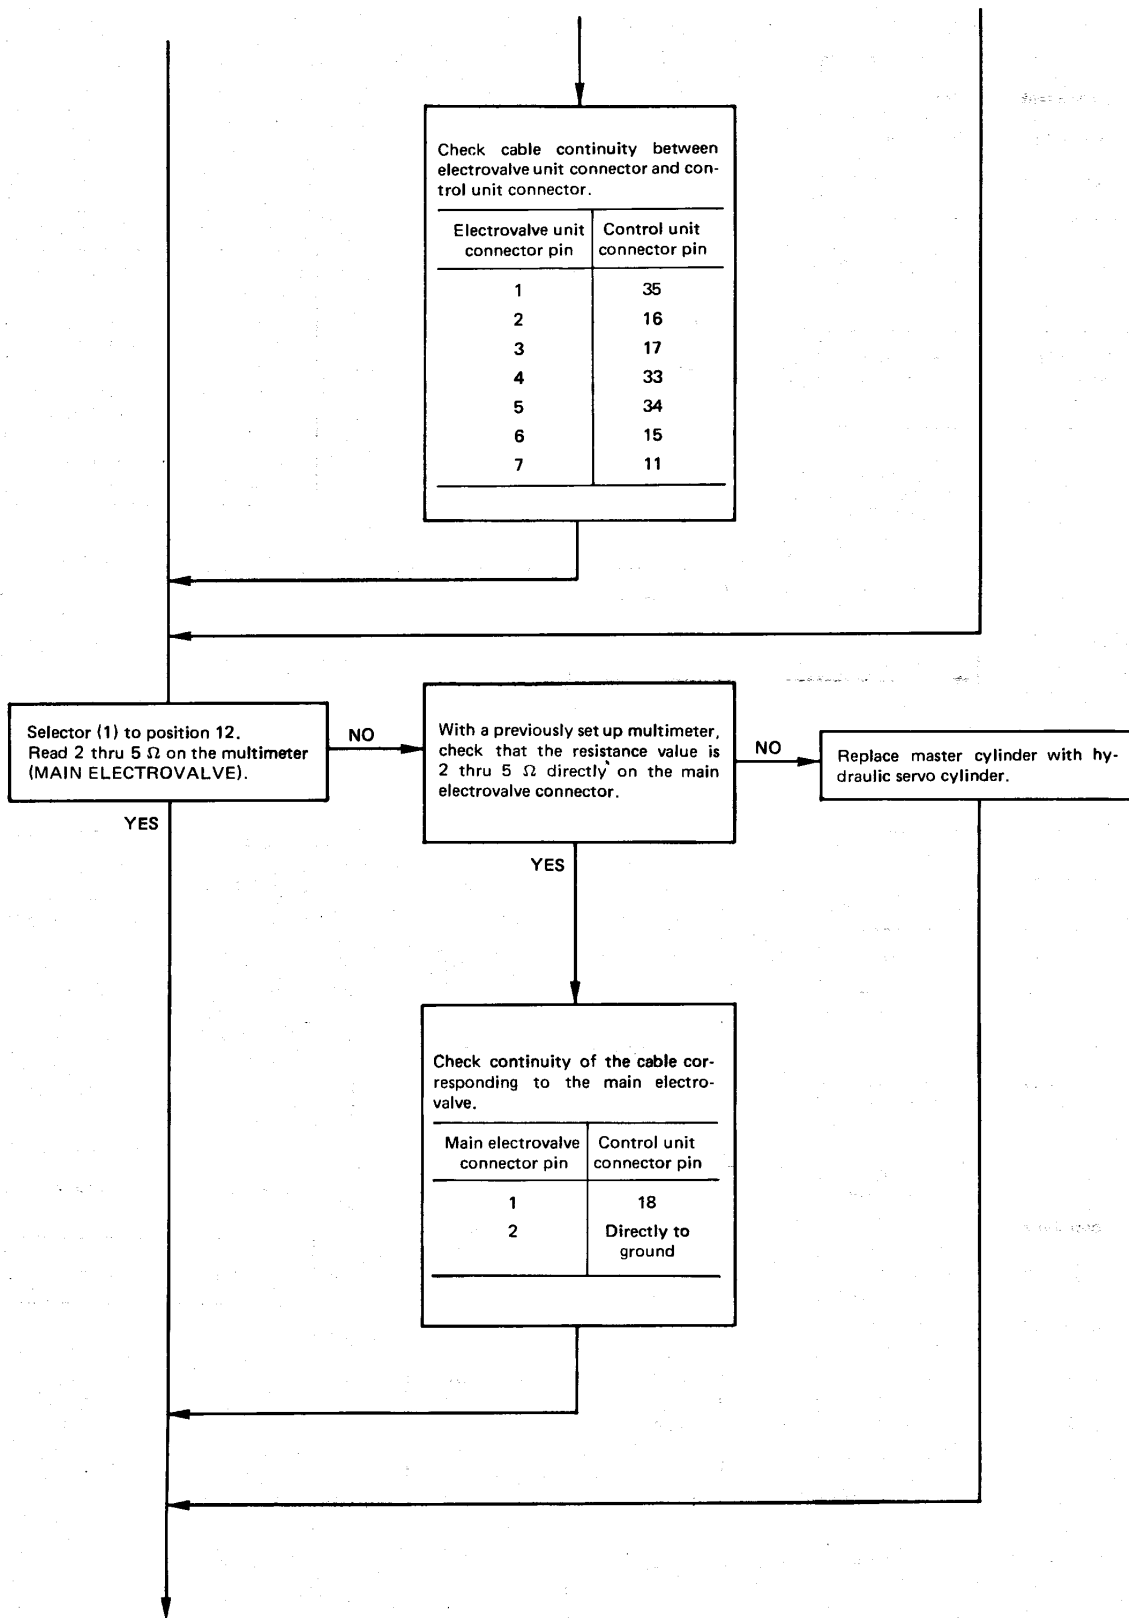 Check cable continuity between
electrovalve unit connector and con-
trol unit connector.
Electrovalve unit connector pin | Control unit connector pin
1 35
2 16
3 17
4 33
5 34
6 15
7 11
Selector (1) to position 12.
Read 2 thru 5 Ω on the multimeter
(MAIN ELECTROVALVE).
NO
With a previously set up multimeter,
check that the resistance value is
2 thru 5 Ω directly on the main
electrovalve connector.
NO
Replace master cylinder with hy-
draulic servo cylinder.
YES
YES
Check continuity of the cable cor-
responding to the main electro-
valve.
Main electrovalve connector pin | Control unit connector pin
1 18
2 Directly to
ground